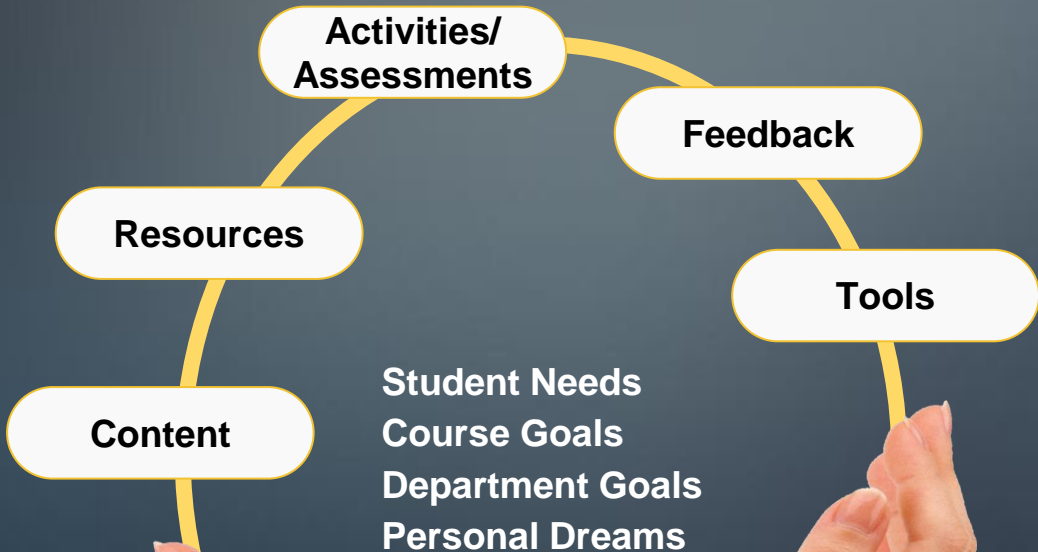 Activities/
Assessments
Feedback
Resources
Tools
Content
Student Needs
Course Goals
Department Goals
Personal Dreams